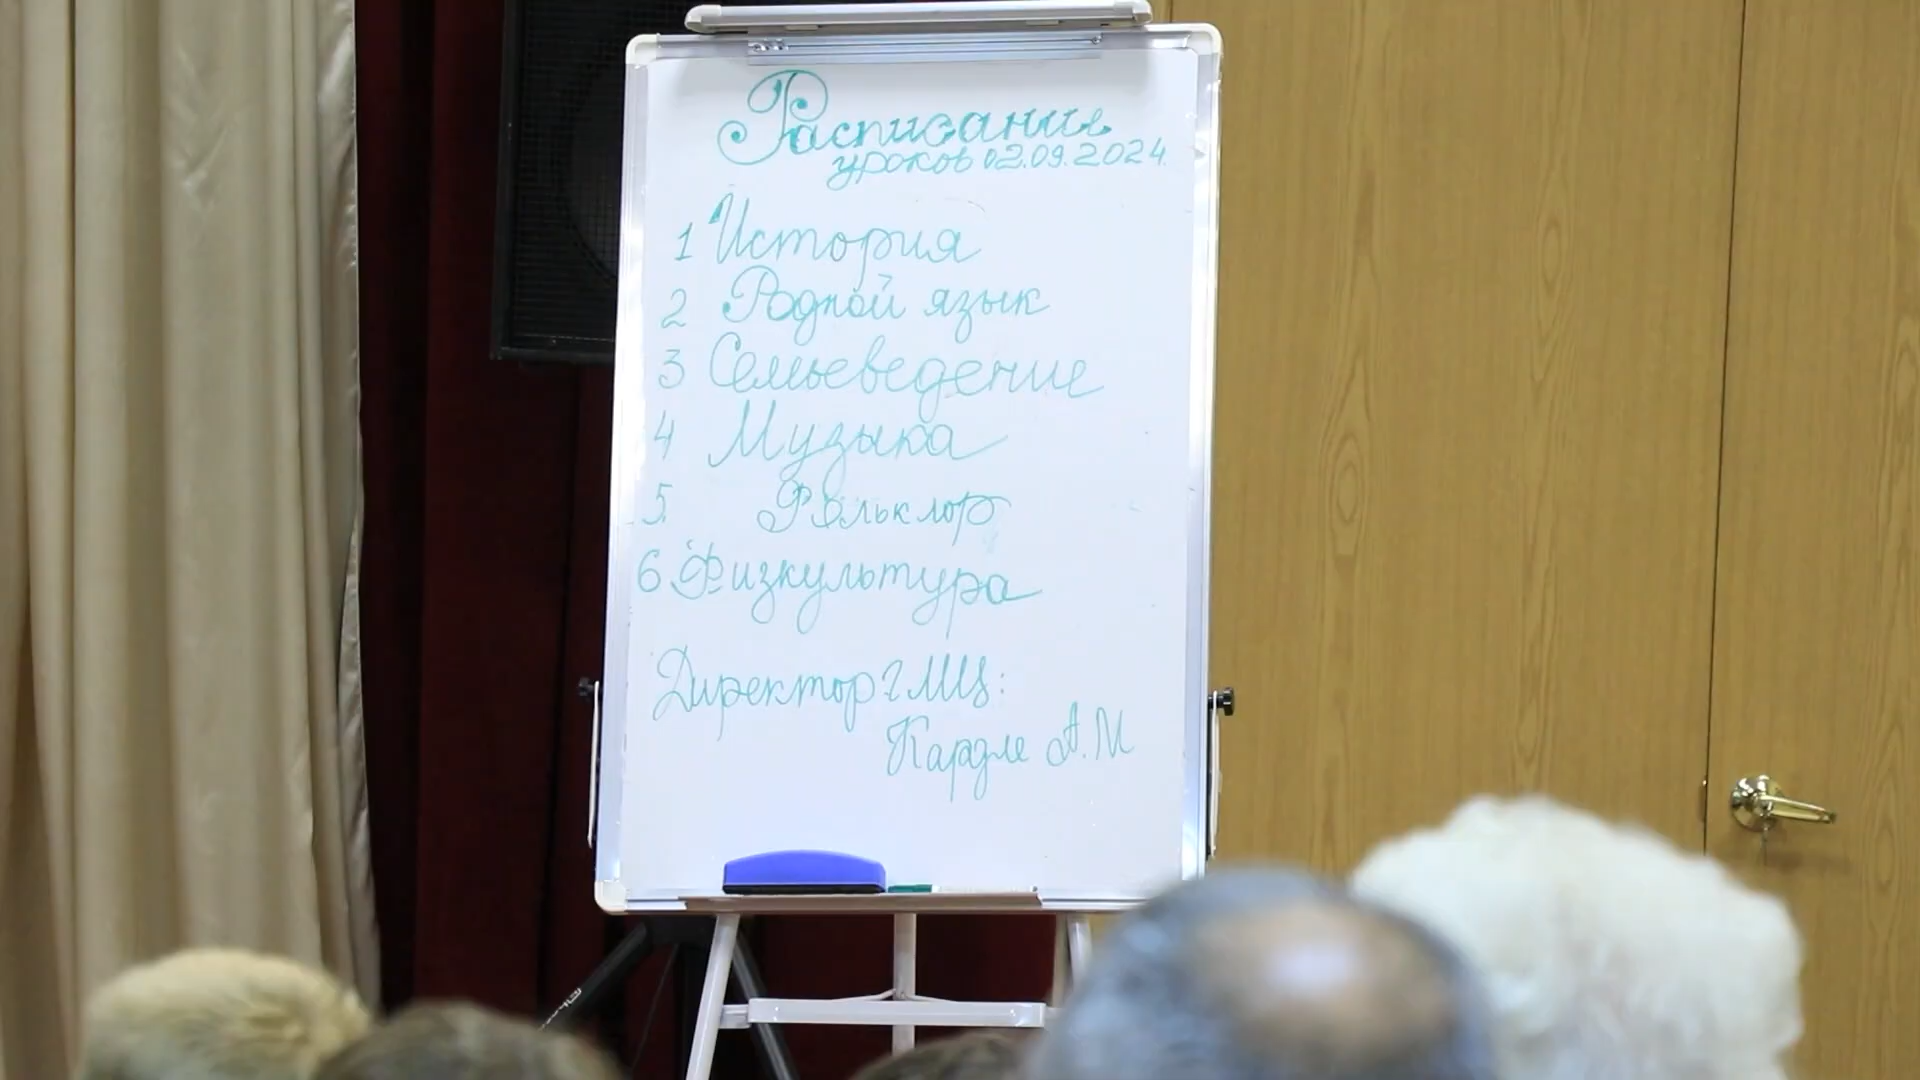 Расписание
уроков 02.09.2024
1 История
2 Родной язык
3 Семьеведение
4 Музыка
5. Фольклор
6 Физкультура
Директор ГМЦ:
А.М